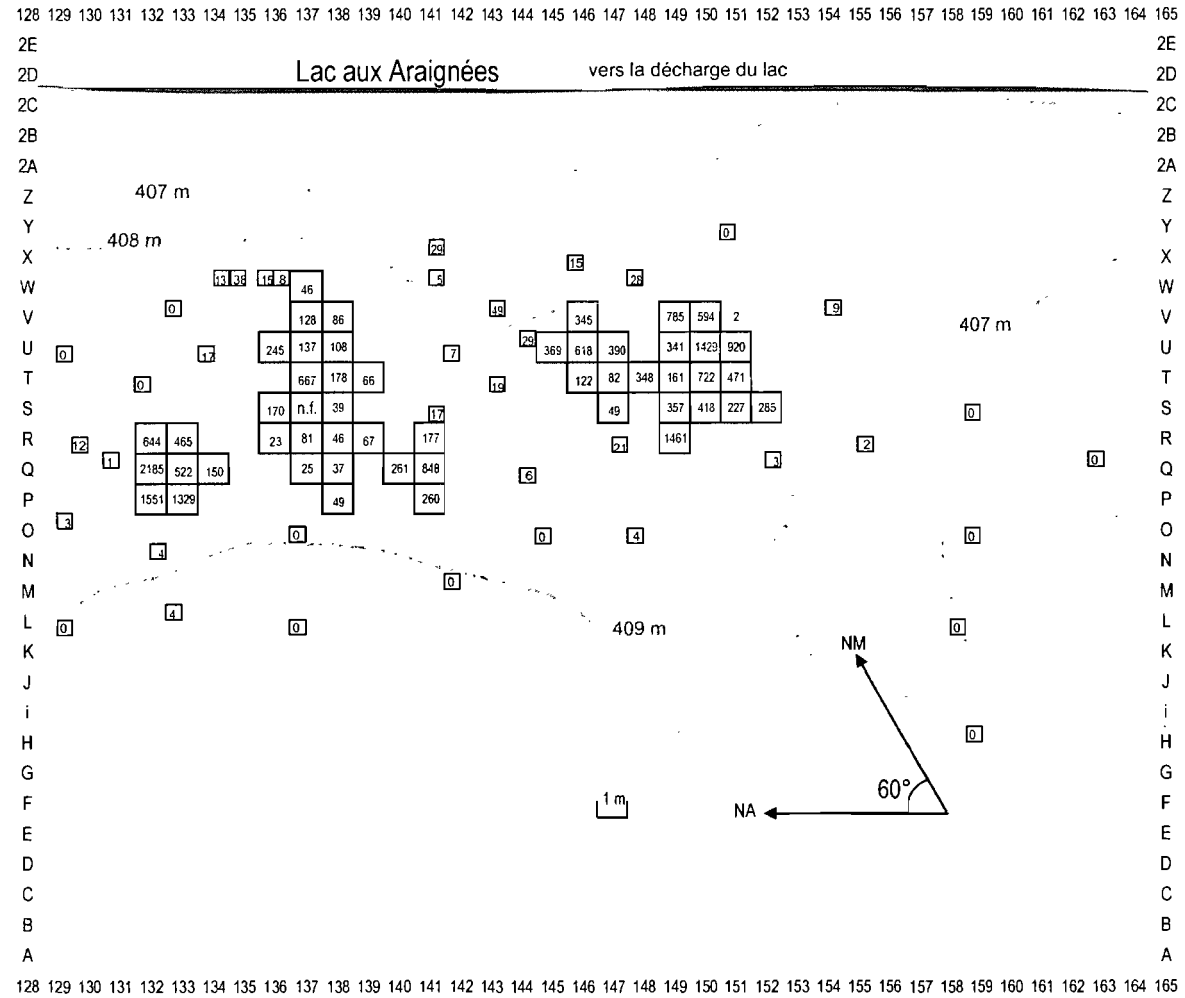 128 129 130 131 132 133 134 135 136 137 138 139 140 141 142 143 144 145 146 147 148 149 150 151 152 153 154 155 156 157 158 159 160 161 162 163 164 165
2E 2E
2D Lac aux Araignées vers la décharge du lac 2D
2C 2C
2B 2B
2A 2A
Z 407 m Z
Y 0 Y
408 m 29
X 15 X
13 38 15 8 5 28
W 46 W
0 49 9
V 128 86 345 785 594 2 407 m V
29
U 0 17 245 137 108 7 369 618 390 341 1429 920 U
T 0 667 178 66 19 122 82 348 161 722 471 T
S 170 n.f. 39 17 49 357 418 227 285 0 S
R 12 644 465 23 81 46 67 177 21 1461 2 R
1 3 0
Q 2185 522 150 25 37 261 848 6 Q
P 1551 1329 49 260 P
3
O 0 0 4 0 O
N 4 N
M 0 M
4
L 0 0 409 m 0 L
K NM K
J J
i i
H 0 H
G 60° G
F 1 m NA F
E E
D D
C C
B B
A A
128 129 130 131 132 133 134 135 136 137 138 139 140 141 142 143 144 145 146 147 148 149 150 151 152 153 154 155 156 157 158 159 160 161 162 163 164 165